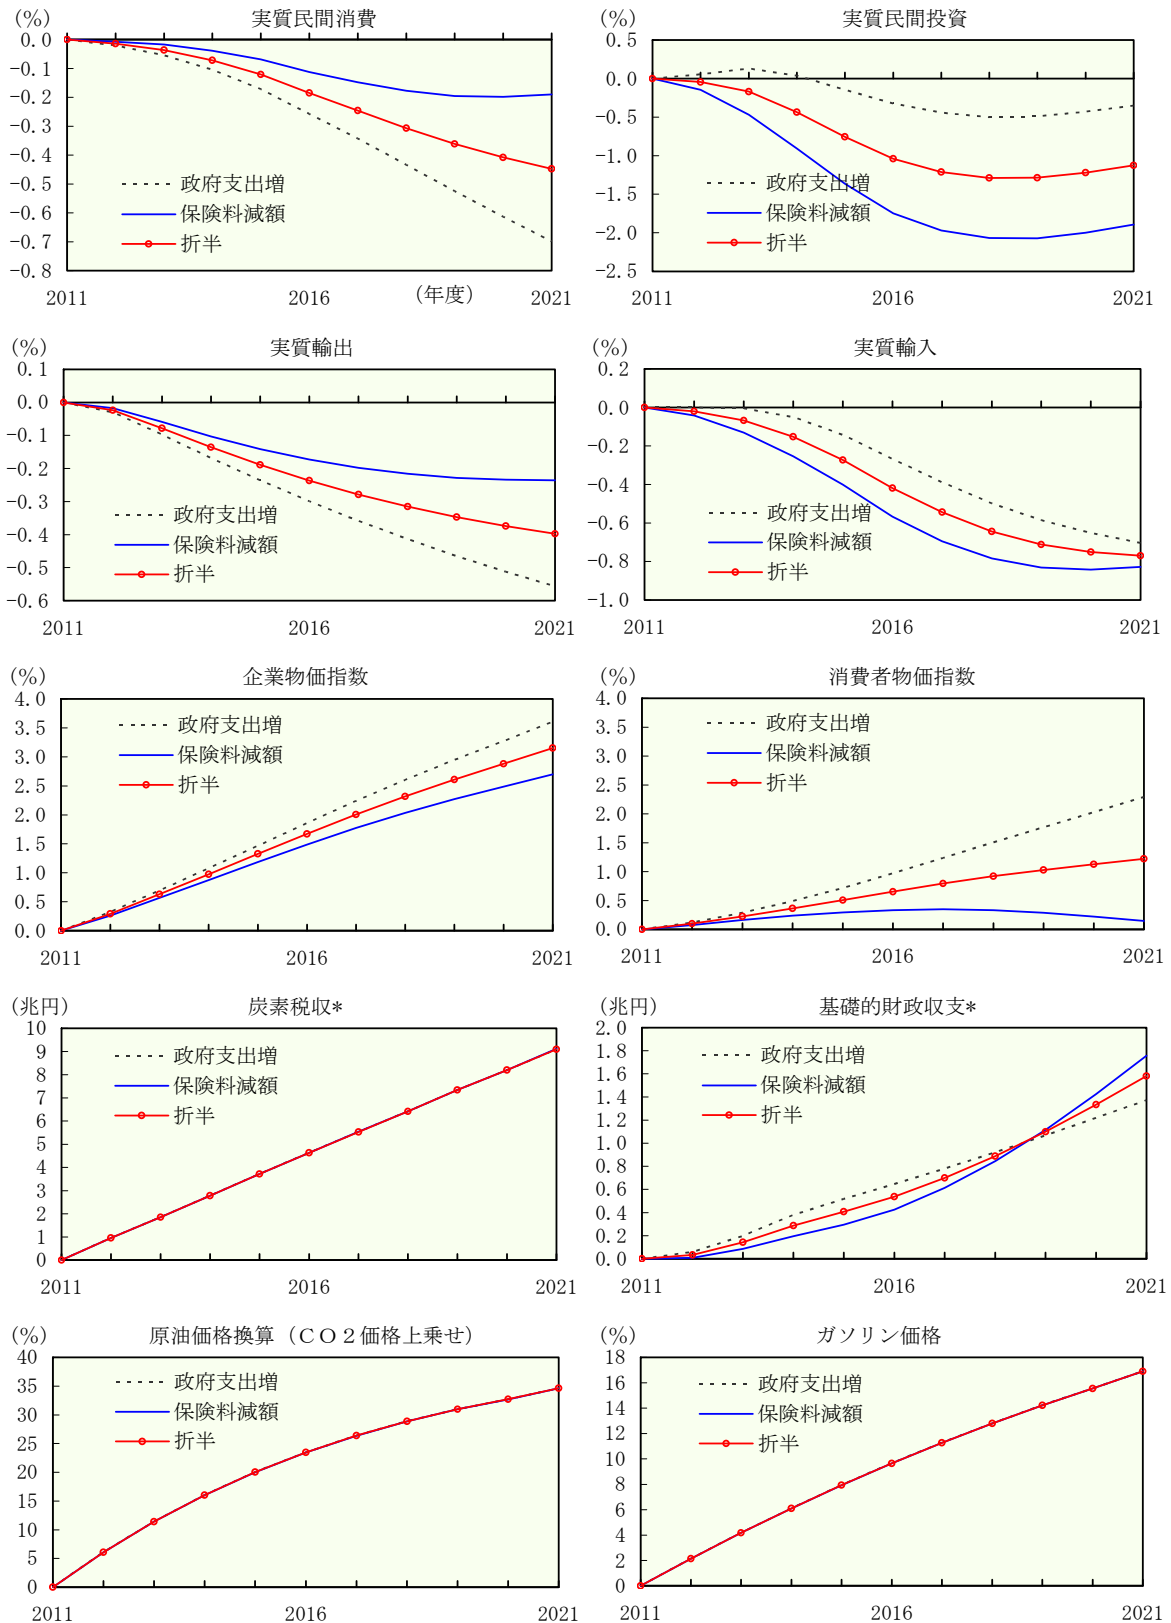 (%)
実質民間消費
0.0
-0.1
-0.2
-0.3
-0.4
-0.5
-0.6
-0.7
-0.8
政府支出増
保険料減額
折半
2011
2016
(年度)
2021
(%)
実質民間投資
0.5
0.0
-0.5
-1.0
-1.5
-2.0
-2.5
政府支出増
保険料減額
折半
2011
2016
2021
(%)
実質輸出
0.1
0.0
-0.1
-0.2
-0.3
-0.4
-0.5
-0.6
政府支出増
保険料減額
折半
2011
2016
2021
(%)
実質輸入
0.2
0.0
-0.2
-0.4
-0.6
-0.8
-1.0
政府支出増
保険料減額
折半
2011
2016
2021
(%)
企業物価指数
4.0
3.5
3.0
2.5
2.0
1.5
1.0
0.5
0.0
政府支出増
保険料減額
折半
2011
2016
2021
(%)
消費者物価指数
4.0
3.5
3.0
2.5
2.0
1.5
1.0
0.5
0.0
政府支出増
保険料減額
折半
2011
2016
2021
(兆円)
炭素税収*
10
9
8
7
6
5
4
3
2
1
0
政府支出増
保険料減額
折半
2011
2016
2021
(兆円)
基礎的財政収支*
2.0
1.8
1.6
1.4
1.2
1.0
0.8
0.6
0.4
0.2
0.0
政府支出増
保険料減額
折半
2011
2016
2021
(%)
原油価格換算（ＣＯ２価格上乗せ）
40
35
30
25
20
15
10
5
0
政府支出増
保険料減額
折半
2011
2016
2021
(%)
ガソリン価格
18
16
14
12
10
8
6
4
2
0
政府支出増
保険料減額
折半
2011
2016
2021